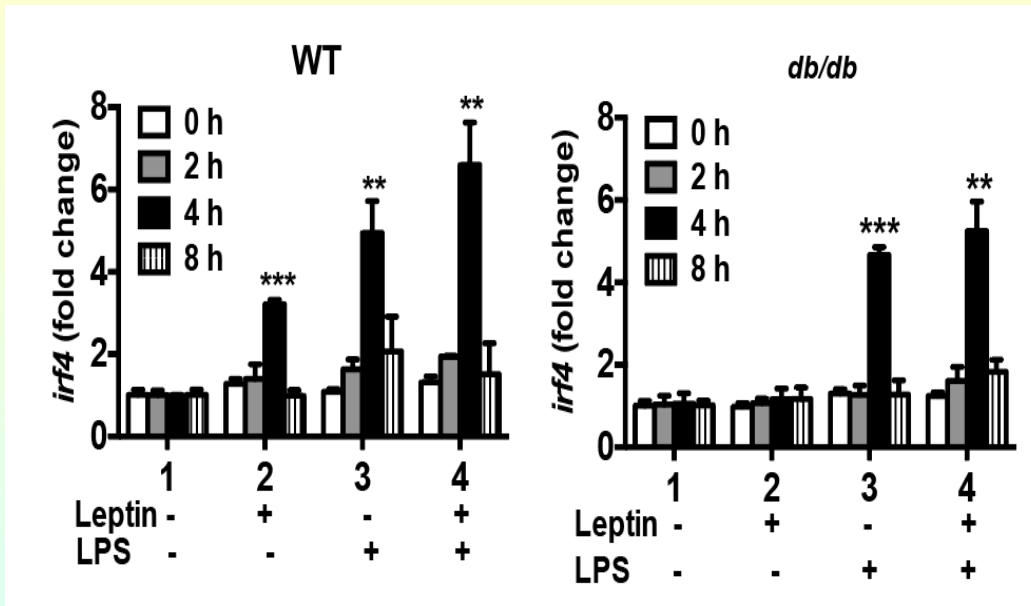 WT
irf4 (fold change)
8
6
4
2
0
0 h
2 h
4 h
8 h
***
**
**
1 2 3 4
Leptin - + - +
LPS - - + +
db/db
irf4 (fold change)
8
6
4
2
0
0 h
2 h
4 h
8 h
***
**
1 2 3 4
Leptin - + - +
LPS - - + +